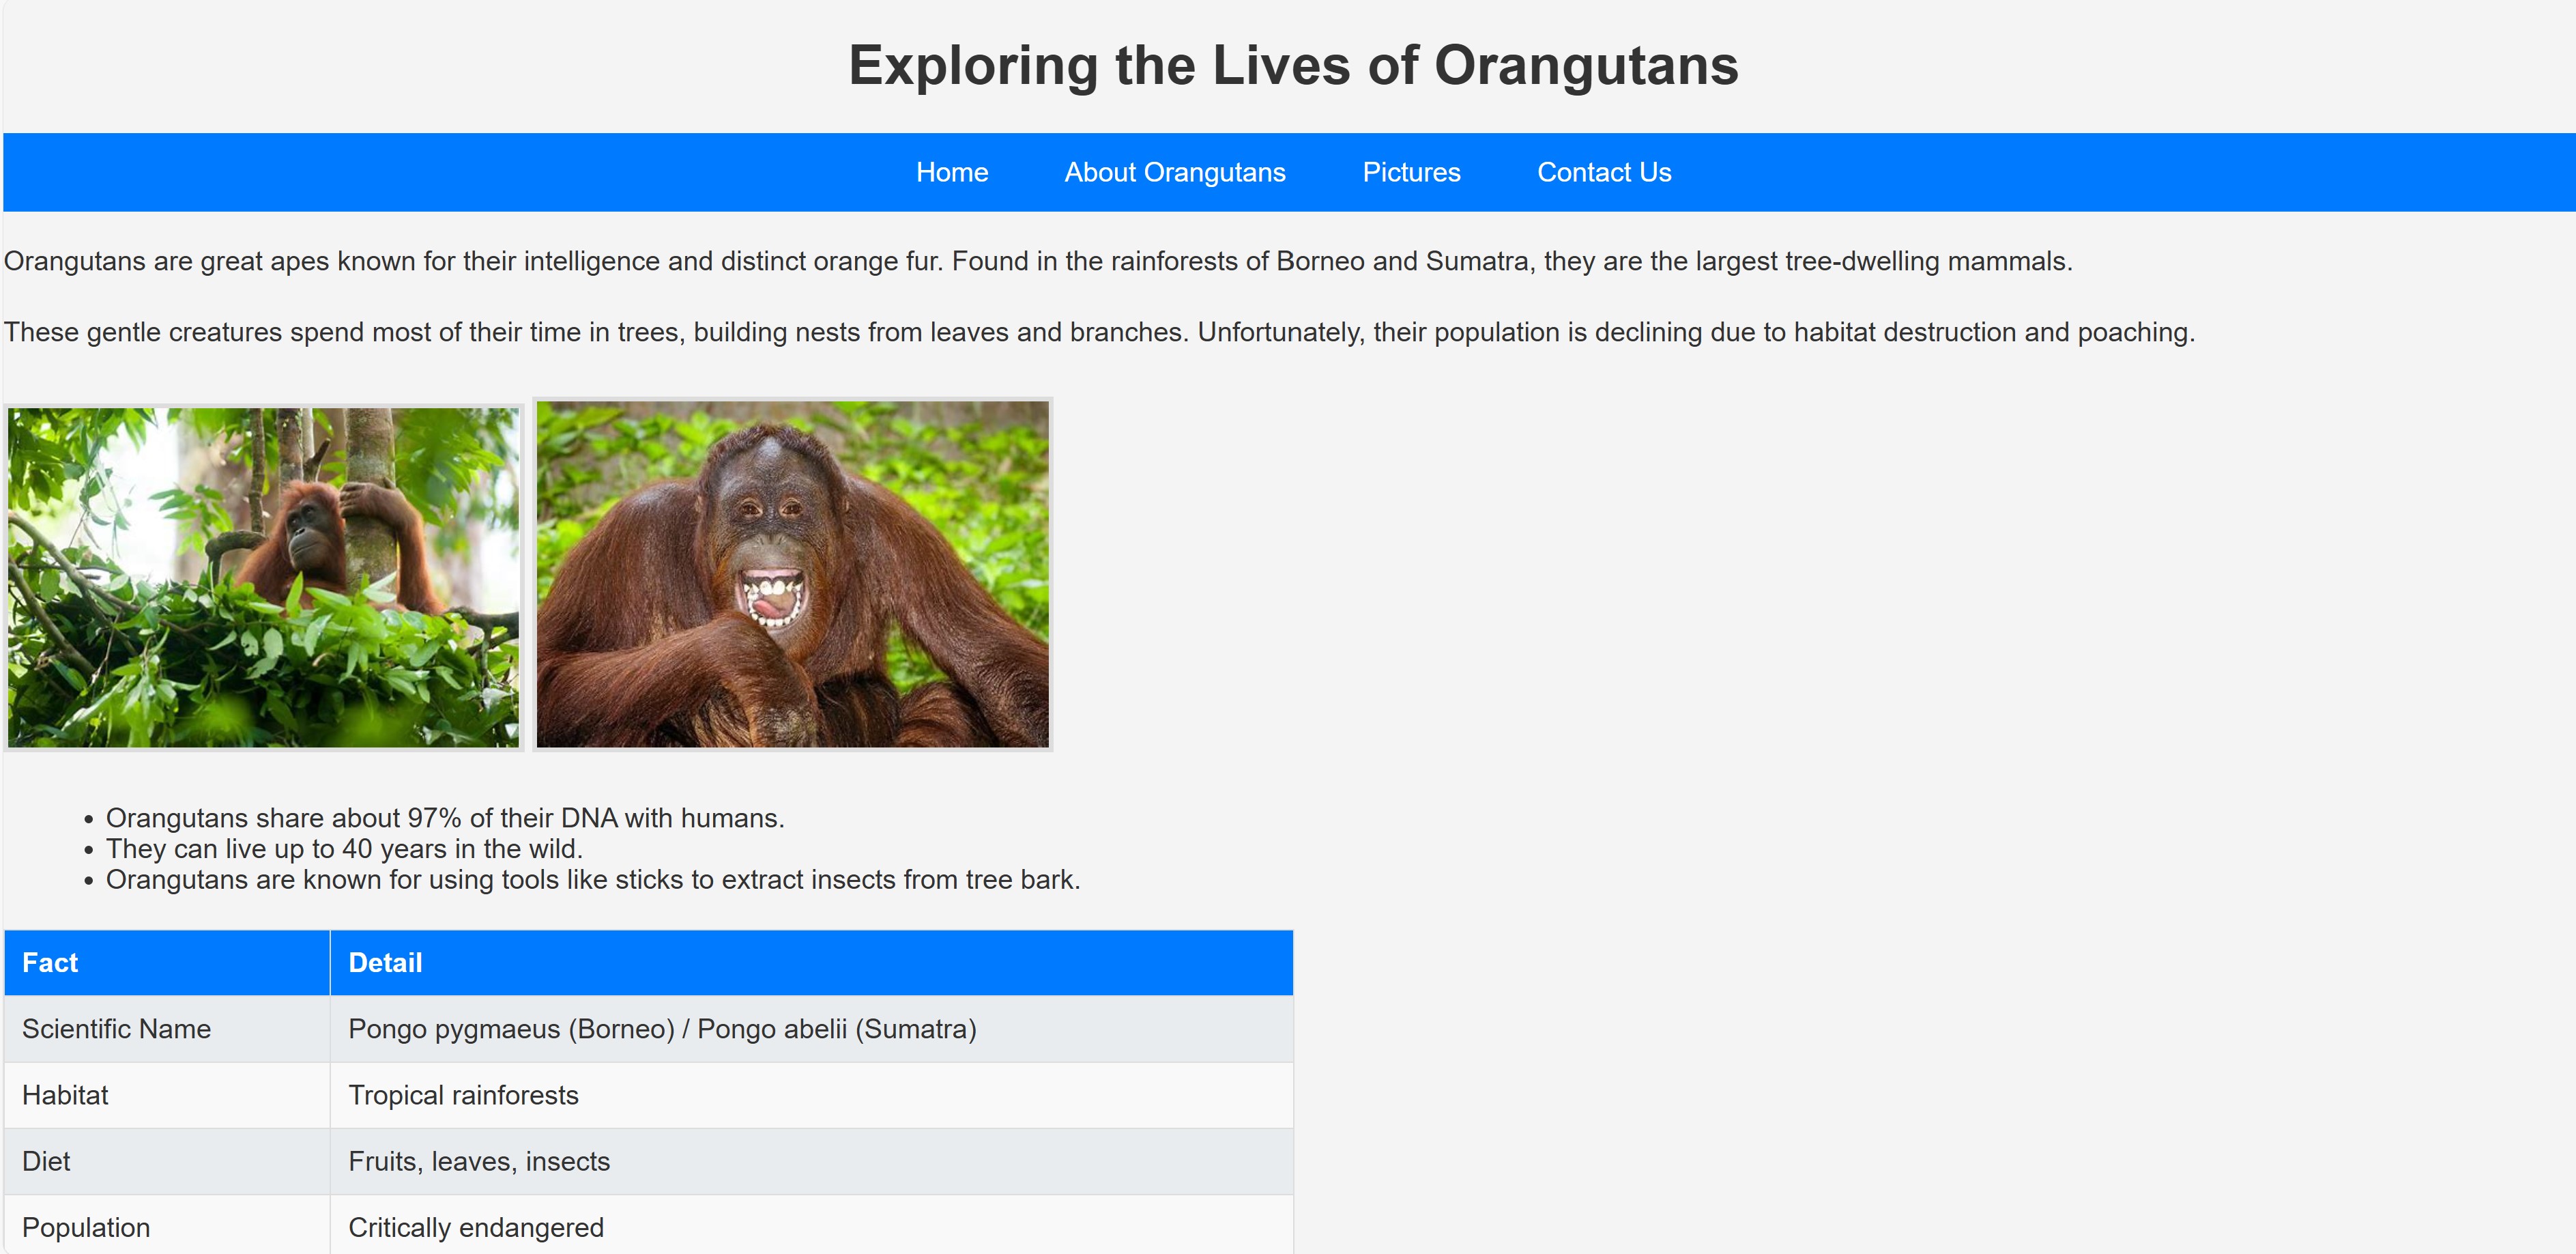 Exploring the Lives of Orangutans
Home About Orangutans Pictures Contact Us
Orangutans are great apes known for their intelligence and distinct orange fur. Found in the rainforests of Borneo and Sumatra, they are the largest tree-dwelling mammals.
These gentle creatures spend most of their time in trees, building nests from leaves and branches. Unfortunately, their population is declining due to habitat destruction and poaching.
• Orangutans share about 97% of their DNA with humans.
• They can live up to 40 years in the wild.
• Orangutans are known for using tools like sticks to extract insects from tree bark.
Fact Detail
Scientific Name Pongo pygmaeus (Borneo) / Pongo abelii (Sumatra)
Habitat Tropical rainforests
Diet Fruits, leaves, insects
Population Critically endangered